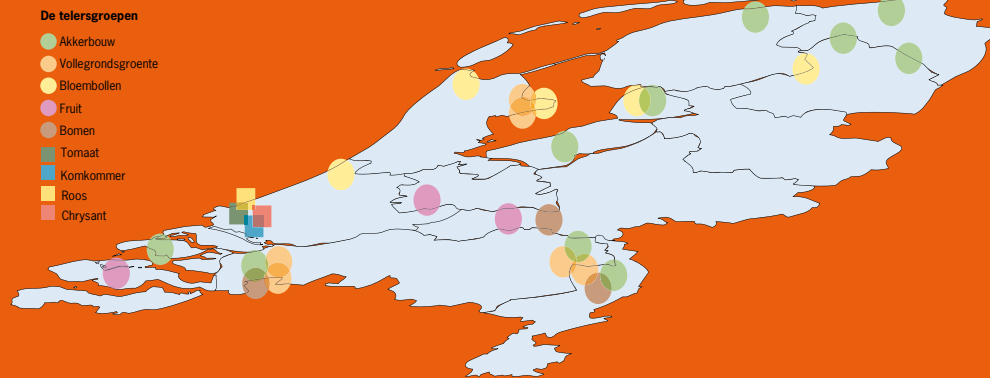 De telersgroepen
Akkerbouw
Vollegrondsgroente
Bloembollen
Fruit
Bomen
Tomaat
Komkommer
Roos
Chrysant